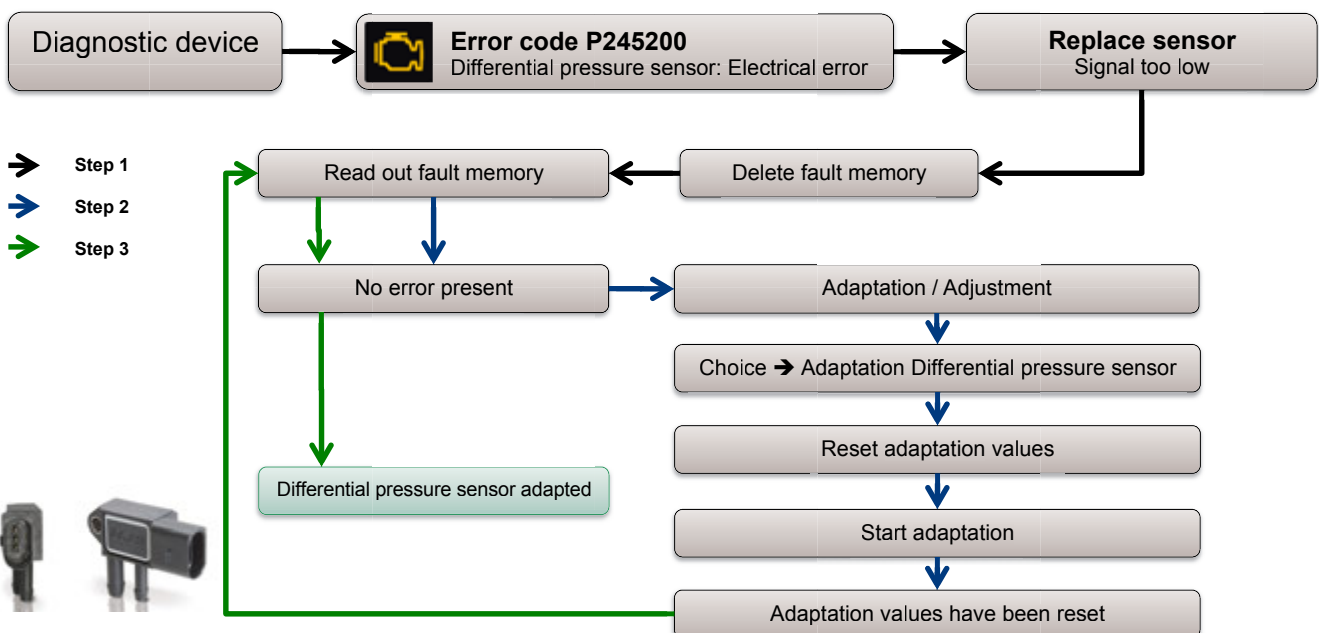 Diagnostic device
Error code P245200
Differential pressure sensor: Electrical error
Replace sensor
Signal too low
Step 1
Step 2
Step 3
Read out fault memory
Delete fault memory
No error present
Adaptation / Adjustment
Choice ➔ Adaptation Differential pressure sensor
Reset adaptation values
Differential pressure sensor adapted
Start adaptation
Adaptation values have been reset